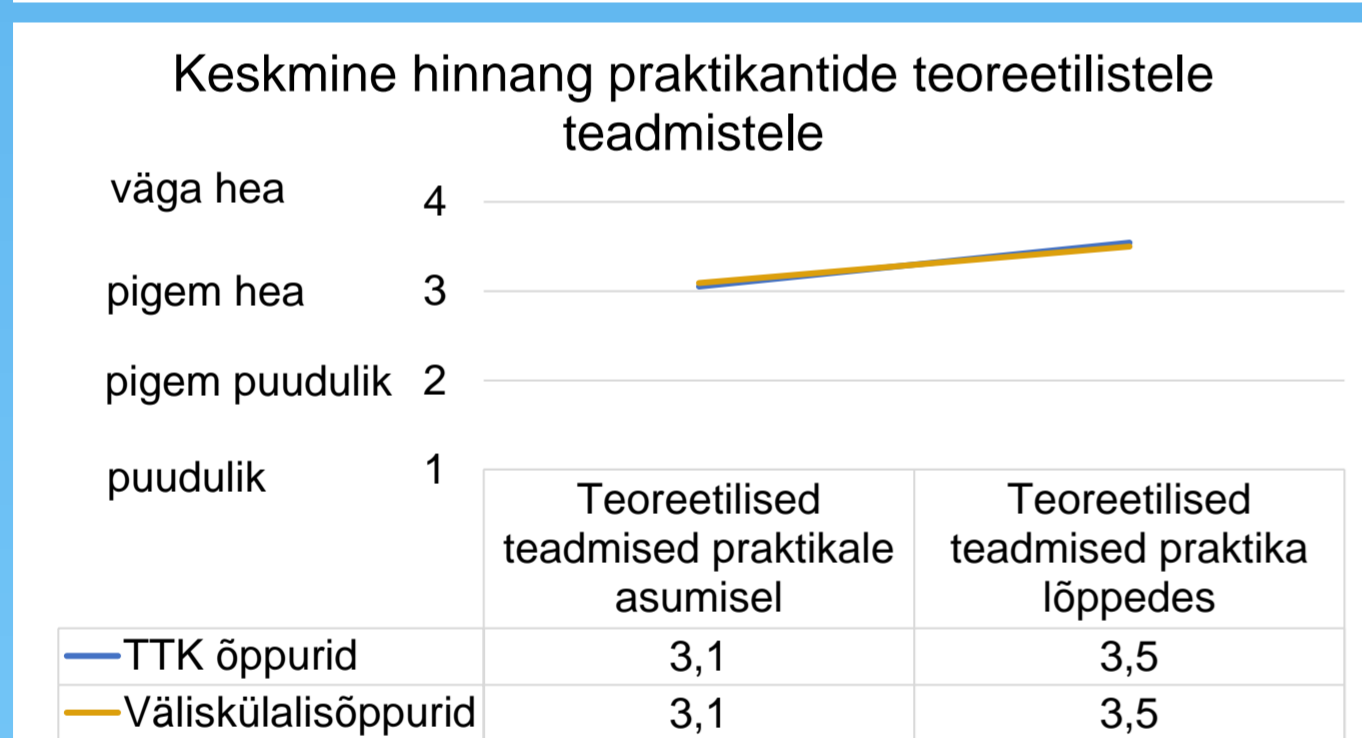 Keskmine hinnang praktikantide teoreetilistele
teadmistele
väga hea 4
pigem hea 3
pigem puudulik 2
puudulik 1
Teoreetilised
teadmised praktikale
asumisel
Teoreetilised
teadmised praktika
lõppedes
TTK õppurid 3,1 3,5
Väliskülalisõppurid 3,1 3,5